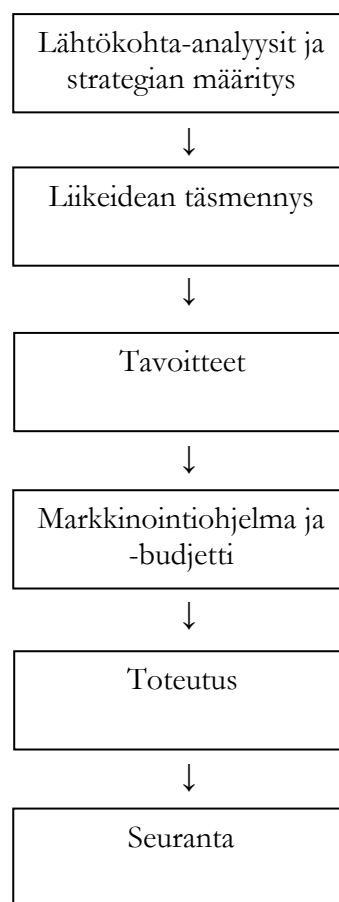 Lähtökohta-analyysit ja
strategian määritys
↓
Liikeidean täsmennys
↓
Tavoitteet
↓
Markkinointiohjelma ja
-budjetti
↓
Toteutus
↓
Seuranta